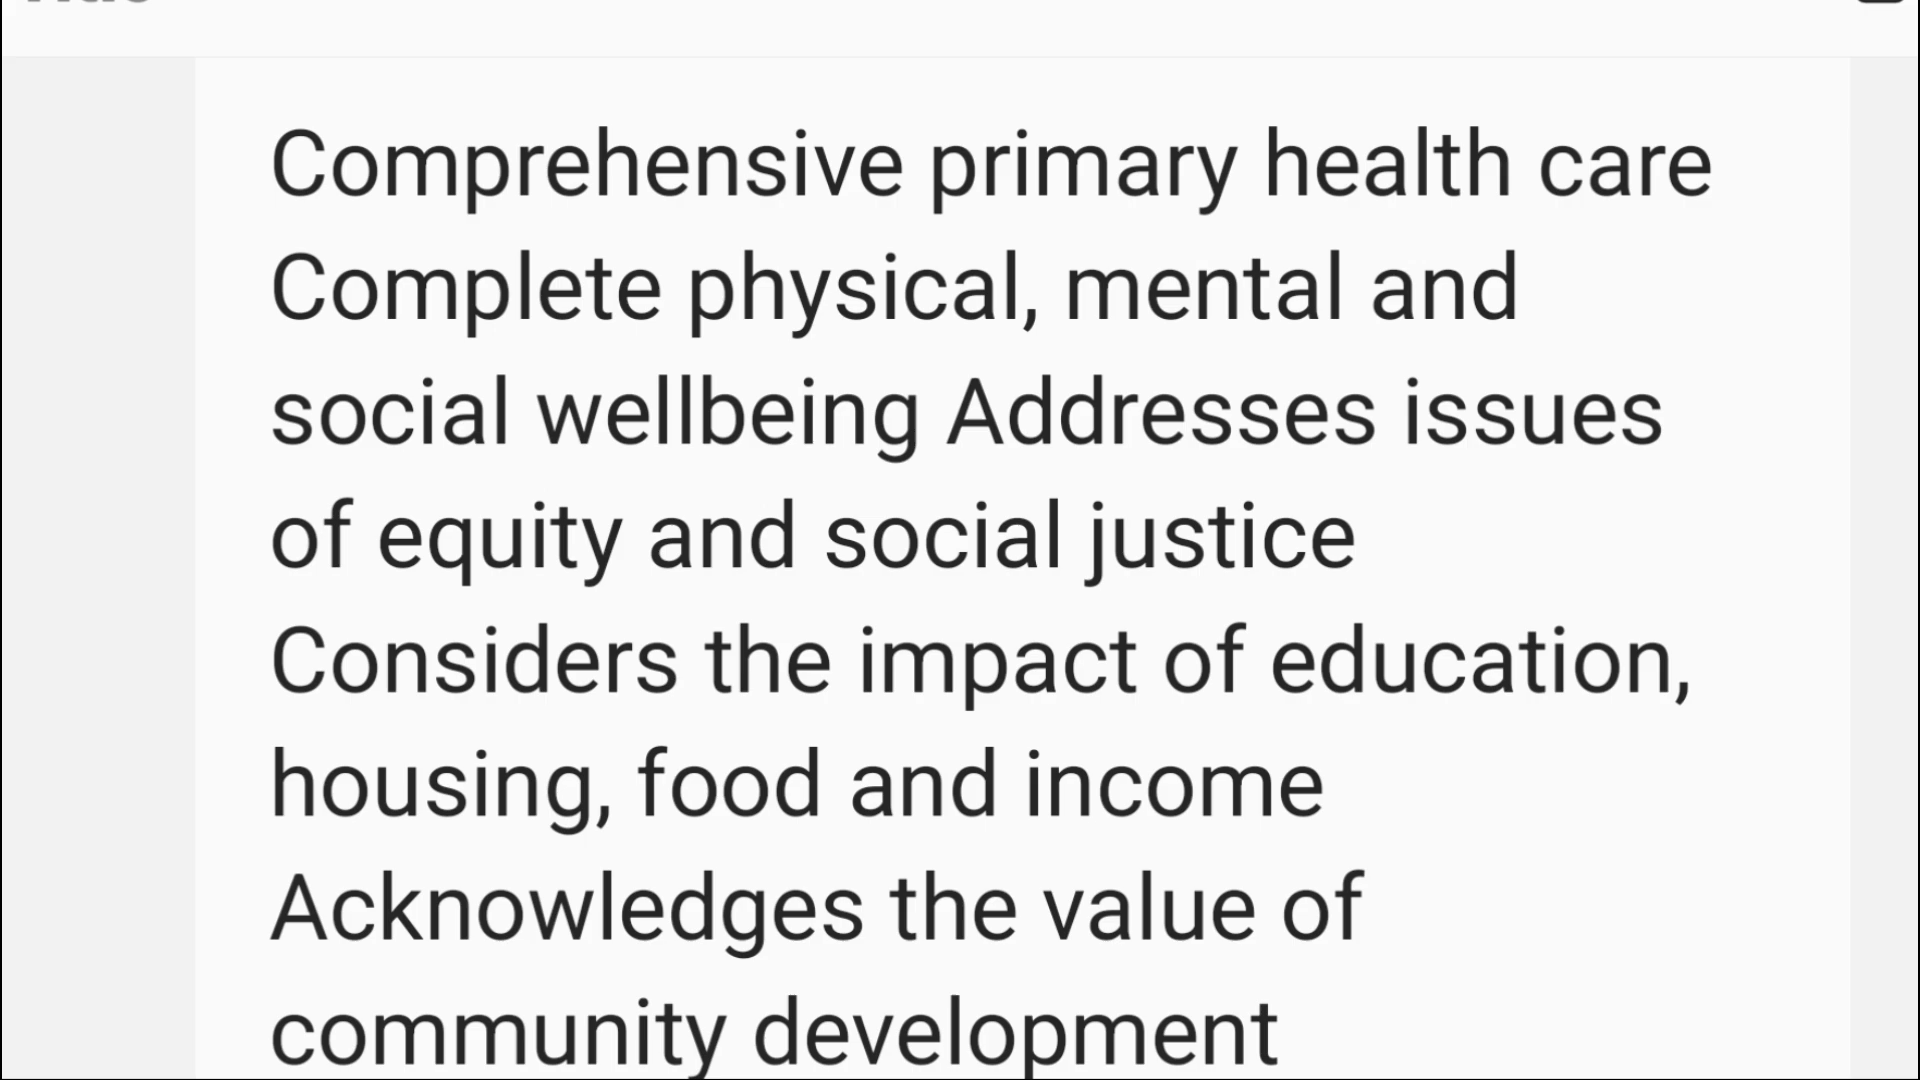 Comprehensive primary health care
Complete physical, mental and
social wellbeing Addresses issues
of equity and social justice
Considers the impact of education,
housing, food and income
Acknowledges the value of
community development